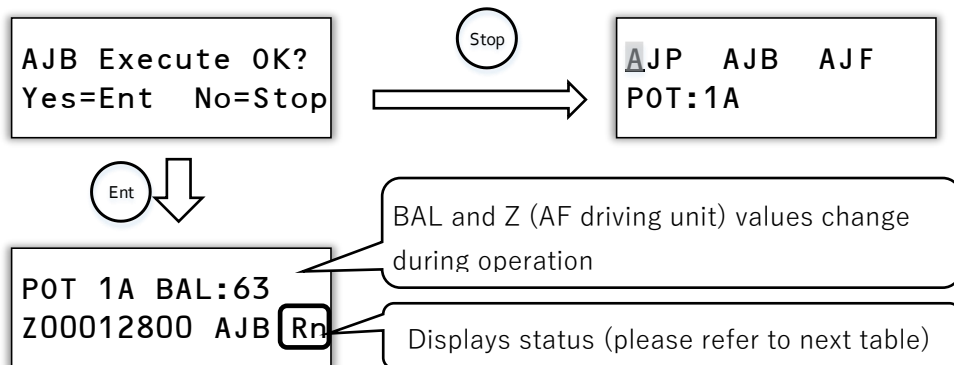 AJB Execute OK?
Yes=Ent No=Stop
Stop
AJP AJB AJF
POT:1A
Ent
BAL and Z (AF driving unit) values change
during operation
POT 1A BAL:63
Z00012800 AJB Rn
Displays status (please refer to next table)